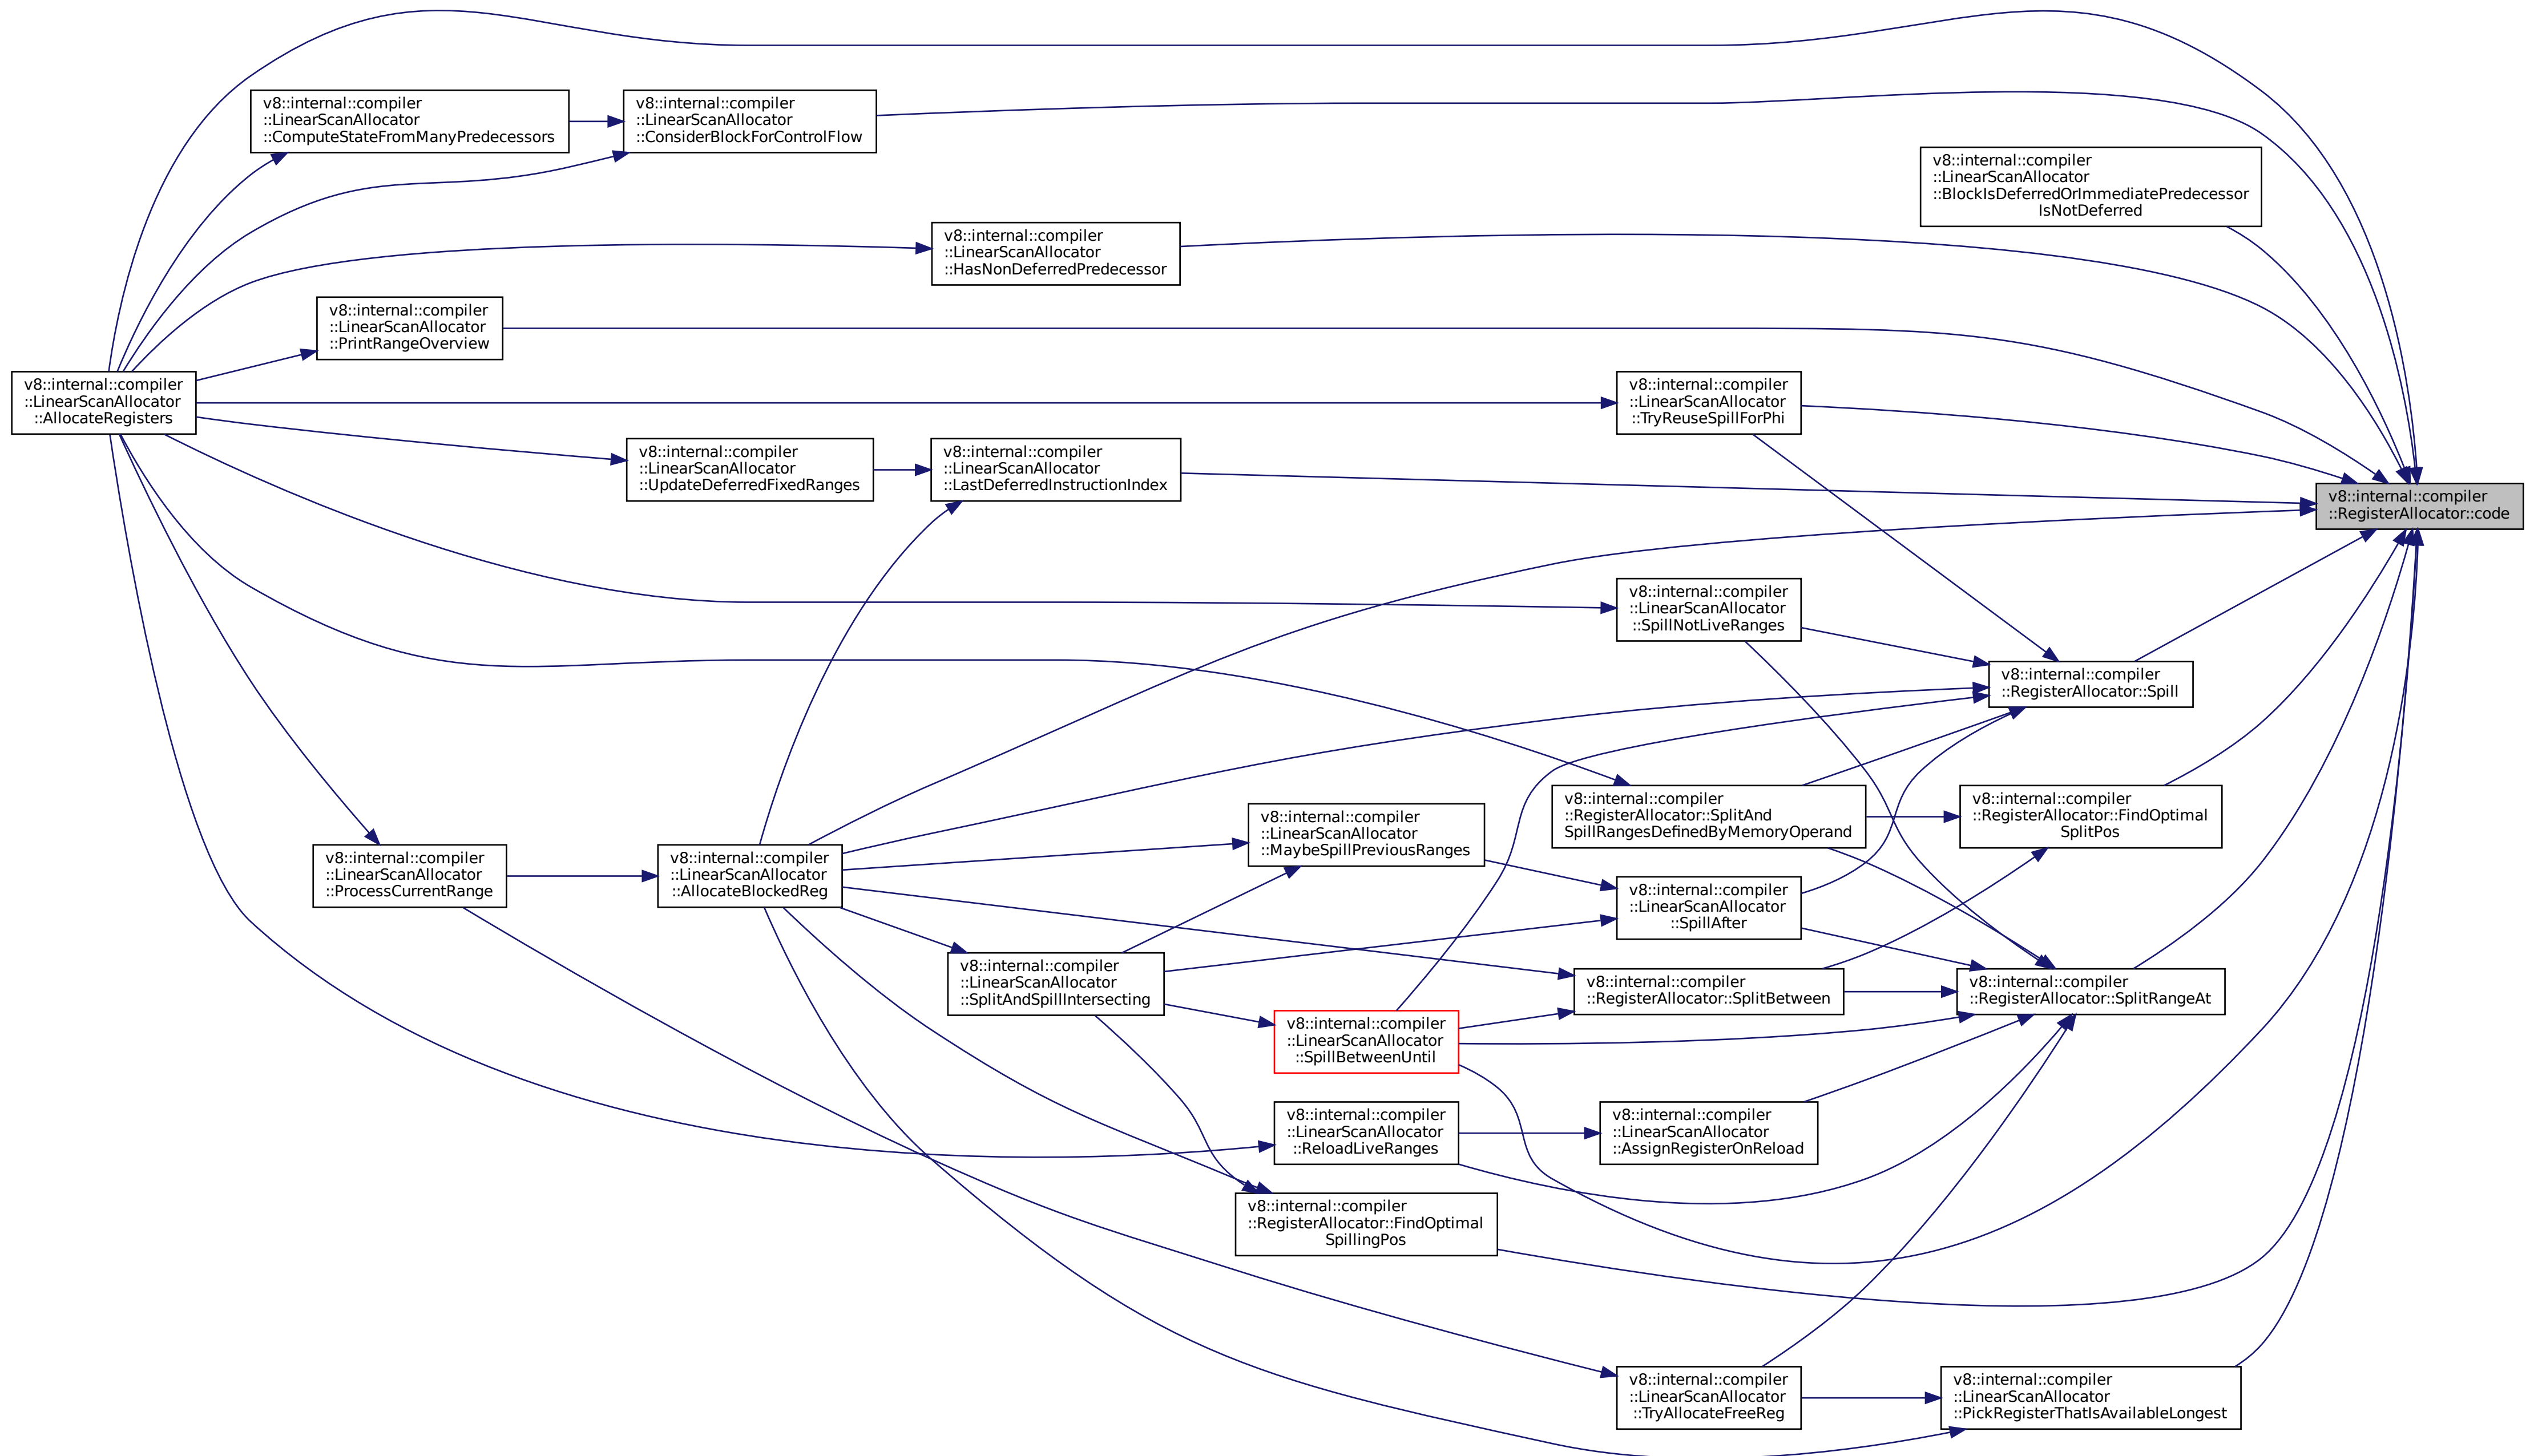 v8::internal::compiler
::LinearScanAllocator
::ComputeStateFromManyPredecessors
v8::internal::compiler
::LinearScanAllocator
::ConsiderBlockForControlFlow
v8::internal::compiler
::LinearScanAllocator
::BlockIsDeferredOrImmediatePredecessor
IsNotDeferred
v8::internal::compiler
::LinearScanAllocator
::HasNonDeferredPredecessor
v8::internal::compiler
::LinearScanAllocator
::PrintRangeOverview
v8::internal::compiler
::LinearScanAllocator
::AllocateRegisters
v8::internal::compiler
::LinearScanAllocator
::TryReuseSpillForPhi
v8::internal::compiler
::LinearScanAllocator
::UpdateDeferredFixedRanges
v8::internal::compiler
::LinearScanAllocator
::LastDeferredInstructionIndex
v8::internal::compiler
::RegisterAllocator::code
v8::internal::compiler
::LinearScanAllocator
::SpillNotLiveRanges
v8::internal::compiler
::RegisterAllocator::Spill
v8::internal::compiler
::RegisterAllocator::SplitAnd
SpillRangesDefinedByMemoryOperand
v8::internal::compiler
::RegisterAllocator::FindOptimal
SplitPos
v8::internal::compiler
::LinearScanAllocator
::MaybeSpillPreviousRanges
v8::internal::compiler
::LinearScanAllocator
::ProcessCurrentRange
v8::internal::compiler
::LinearScanAllocator
::AllocateBlockedReg
v8::internal::compiler
::LinearScanAllocator
::SpillAfter
v8::internal::compiler
::LinearScanAllocator
::SplitAndSpillIntersecting
v8::internal::compiler
::RegisterAllocator::SplitBetween
v8::internal::compiler
::RegisterAllocator::SplitRangeAt
v8::internal::compiler
::LinearScanAllocator
::SpillBetweenUntil
v8::internal::compiler
::LinearScanAllocator
::ReloadLiveRanges
v8::internal::compiler
::LinearScanAllocator
::AssignRegisterOnReload
v8::internal::compiler
::RegisterAllocator::FindOptimal
SpillingPos
v8::internal::compiler
::LinearScanAllocator
::TryAllocateFreeReg
v8::internal::compiler
::LinearScanAllocator
::PickRegisterThatIsAvailableLongest